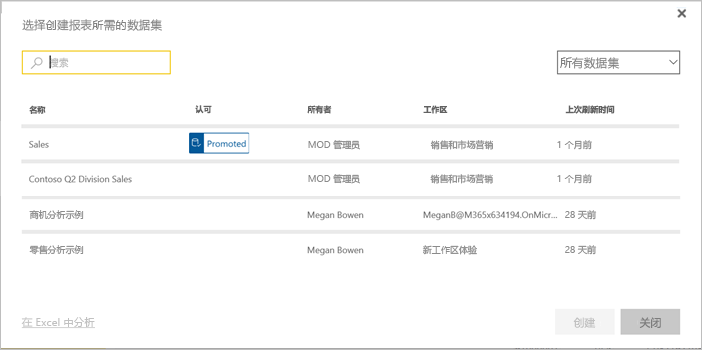 选择创建报表所需的数据集
搜索
所有数据集
名称 认可 所有者 工作区 上次刷新时间
Sales Promoted MOD 管理员 销售和市场营销 1 个月前
Contoso Q2 Division Sales MOD 管理员 销售和市场营销 1 个月前
商机分析示例 Megan Bowen MeganB@M365x634194.OnMicr... 28 天前
零售分析示例 Megan Bowen 新工作区体验 28 天前
在 Excel 中分析 创建 关闭